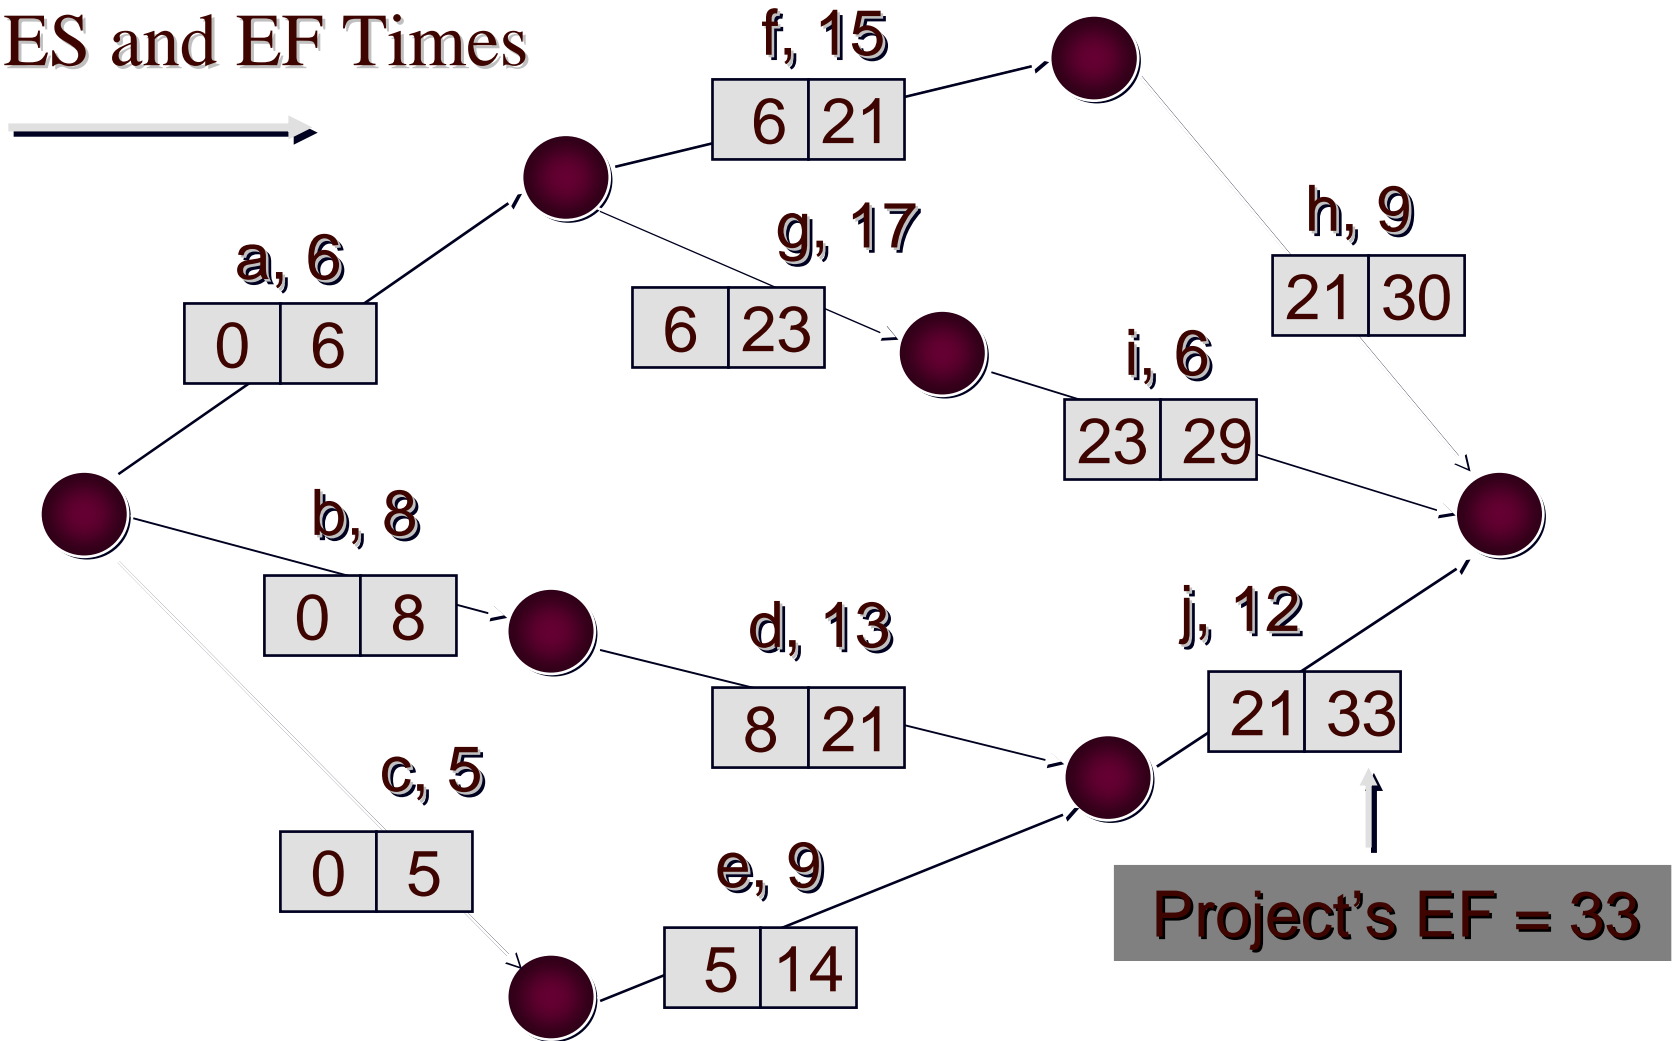 ES and EF Times
f, 15
6 21
a, 6
0 6
g, 17
6 23
h, 9
21 30
i, 6
23 29
b, 8
0 8
d, 13
8 21
j, 12
21 33
c, 5
0 5
e, 9
5 14
Project’s EF = 33